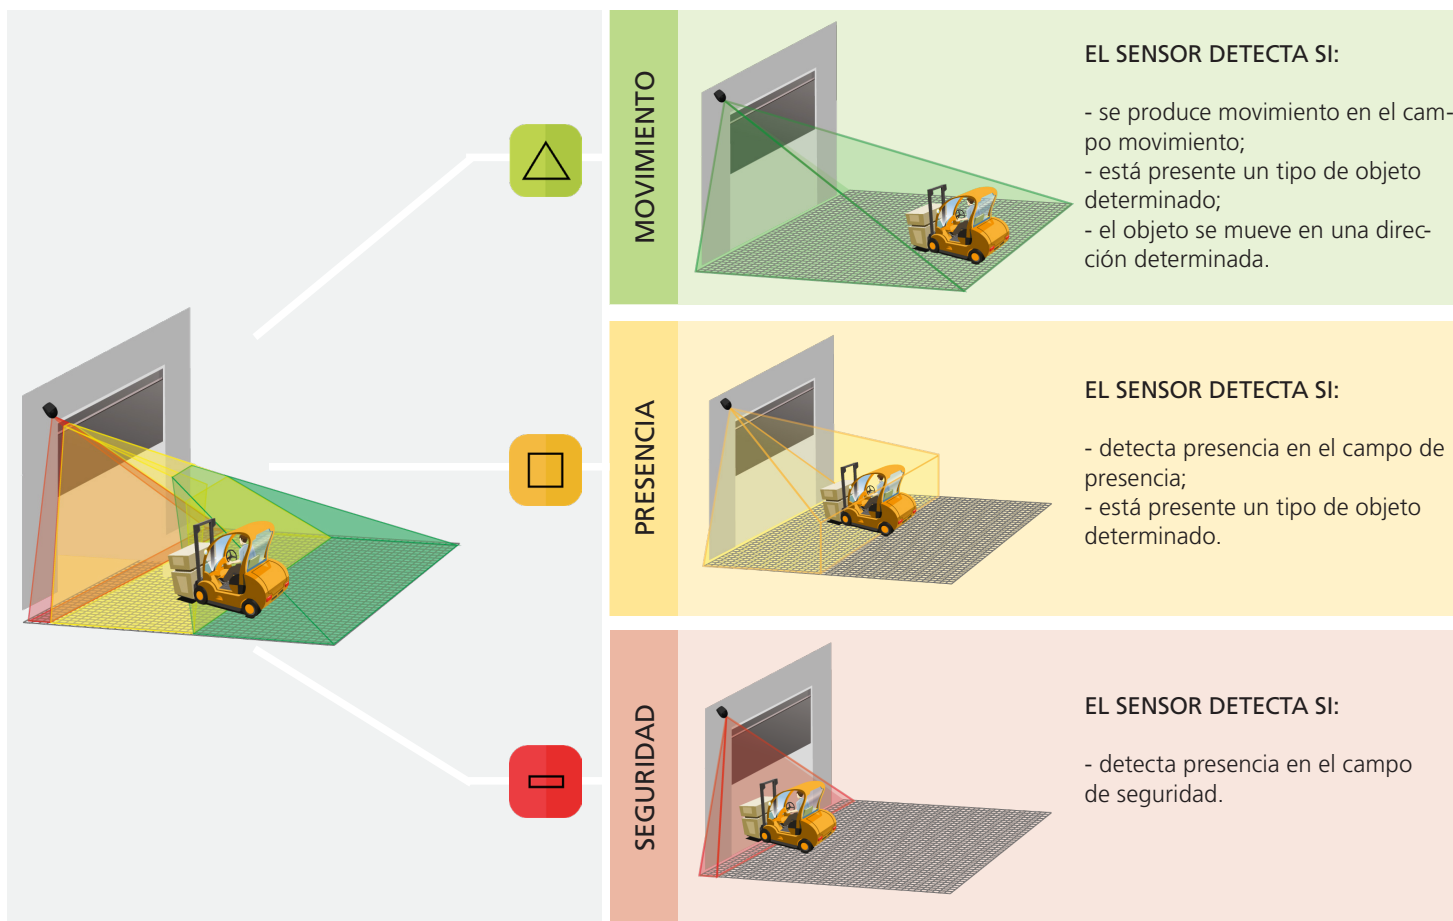 MOVIMIENTO
EL SENSOR DETECTA SI:
- se produce movimiento en el cam-
po movimiento;
- está presente un tipo de objeto
determinado;
- el objeto se mueve en una direc-
ción determinada.
PRESENCIA
EL SENSOR DETECTA SI:
- detecta presencia en el campo de
presencia;
- está presente un tipo de objeto
determinado.
SEGURIDAD
EL SENSOR DETECTA SI:
- detecta presencia en el campo
de seguridad.